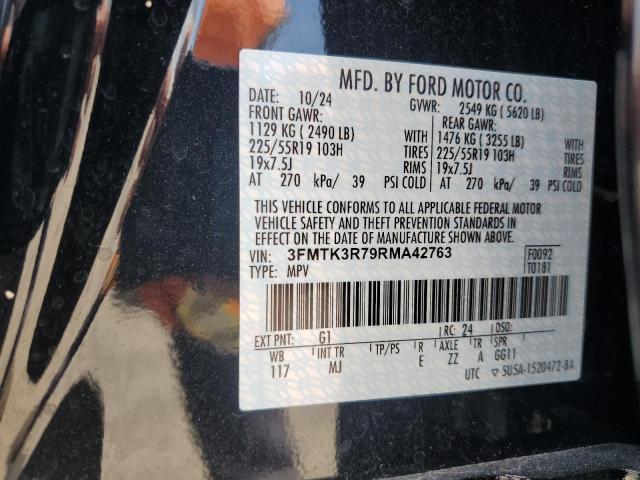 MFD. BY FORD MOTOR CO.
DATE: 10/24 GVWR: 2549 KG (5620 LB)
FRONT GAWR: REAR GAWR:
1129 KG (2490 LB) WITH 1476 KG (3255 LB) WITH
225/55R19 103H TIRES 225/55R19 103H TIRES
19x7.5J RIMS 19x7.5J RIMS
AT 270 kPa/ 39 PSI COLD AT 270 kPa/ 39 PSI COLD
THIS VEHICLE CONFORMS TO ALL APPLICABLE FEDERAL MOTOR
VEHICLE SAFETY AND THEFT PREVENTION STANDARDS IN
EFFECT ON THE DATE OF MANUFACTURE SHOWN ABOVE.
VIN: 3FMTK3R79RMA42763 F0092
TYPE: MPV T0181
EXT PNT: G1 RC: 24 DSO:
WB INT TR TP/PS R AXLE TR SPR
117 MJ E ZZ A GG11
UTC ▽ SU5A-1520472-BA